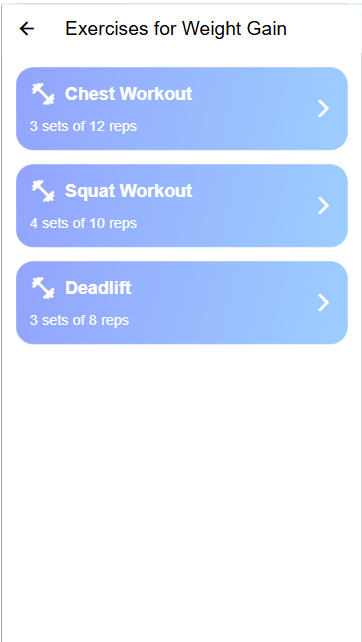 Exercises for Weight Gain
Chest Workout
3 sets of 12 reps
Squat Workout
4 sets of 10 reps
Deadlift
3 sets of 8 reps